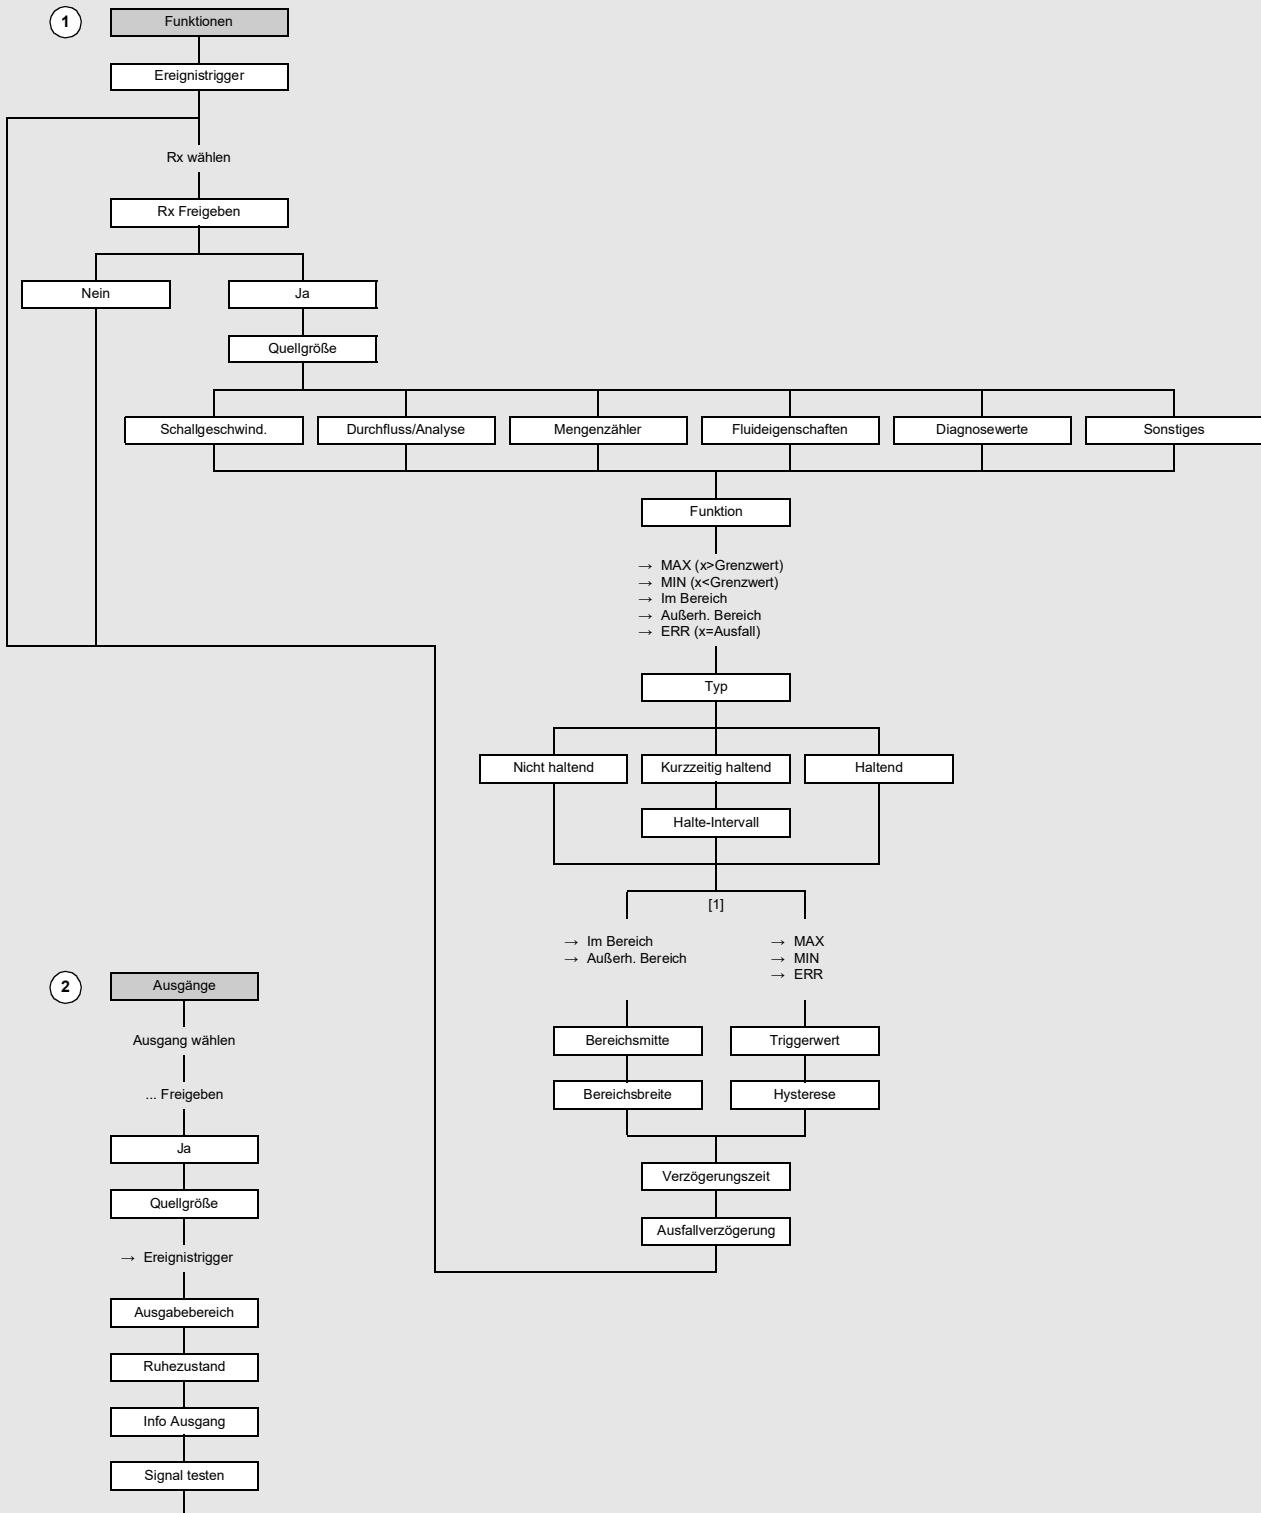 1
Funktionen
Ereignistrigger
Rx wählen
Rx Freigeben
Nein
Ja
Quellgröße
Schallgeschwind.
Durchfluss/Analyse
Mengenzähler
Fluideigenschaften
Diagnosewerte
Sonstiges
Funktion
→ MAX (x>Grenzwert)
→ MIN (x<Grenzwert)
→ Im Bereich
→ Außerh. Bereich
→ ERR (x=Ausfall)
Typ
Nicht haltend
Kurzzeitig haltend
Haltend
Halte-Intervall
[1]
→ Im Bereich
→ Außerh. Bereich
→ MAX
→ MIN
→ ERR
Bereichsmitte
Triggerwert
Bereichsbreite
Hysterese
Verzögerungszeit
Ausfallverzögerung
2
Ausgänge
Ausgang wählen
... Freigeben
Ja
Quellgröße
→ Ereignistrigger
Ausgabebereich
Ruhezustand
Info Ausgang
Signal testen